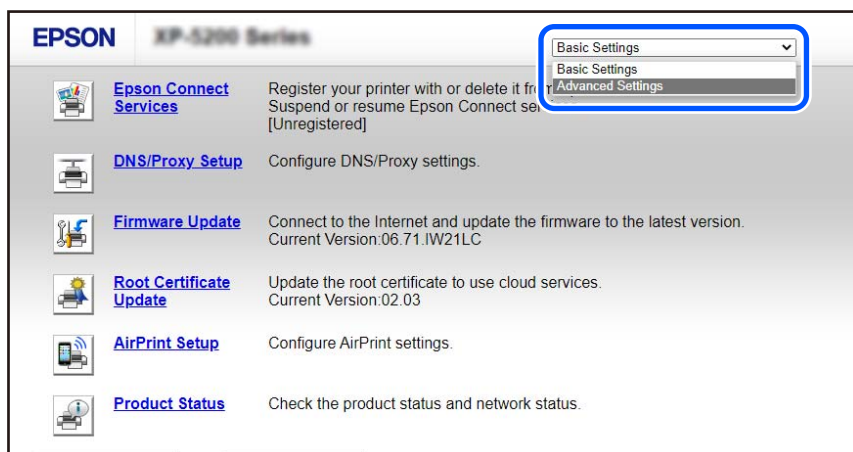 EPSON XP-5200 Series
Basic Settings
Basic Settings
Advanced Settings
Epson Connect Services
Register your printer with or delete it from
Suspend or resume Epson Connect
[Unregistered]
DNS/Proxy Setup
Configure DNS/Proxy settings.
Firmware Update
Connect to the Internet and update the firmware to the latest version.
Current Version:06.71.IW21LC
Root Certificate
Update
Update the root certificate to use cloud services.
Current Version:02.03
AirPrint Setup
Configure AirPrint settings.
Product Status
Check the product status and network status.